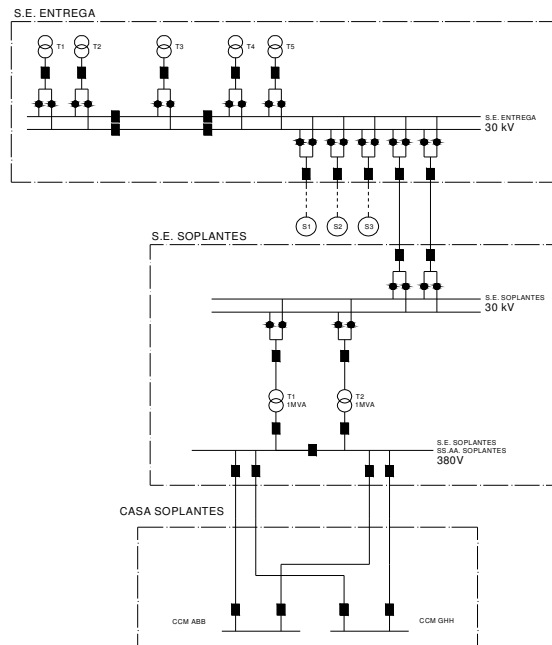 S.E. ENTREGA
T1
T2
T3
T4
T5
S.E. ENTREGA
30 kV
S1
S2
S3
S.E. SOPLANTES
S.E. SOPLANTES
30 kV
T1
1MVA
T2
1MVA
S.E. SOPLANTES
SS.AA. SOPLANTES
380V
CASA SOPLANTES
CCM ABB
CCM GHH